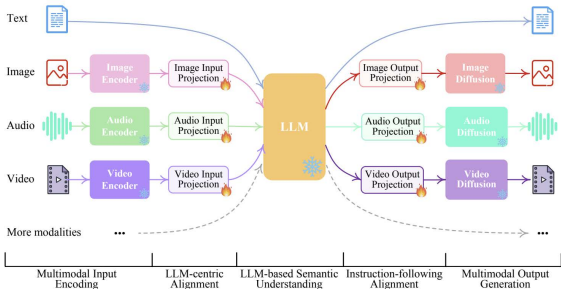 Text
Image
Image
Encoder
Image Input
Projection
Image Output
Projection
Image
Diffusion
Audio
Audio
Encoder
Audio Input
Projection
LLM
Audio Output
Projection
Audio
Diffusion
Video
Video
Encoder
Video Input
Projection
Video Output
Projection
Video
Diffusion
More modalities
...
...
Multimodal Input
Encoding
LLM-centric
Alignment
LLM-based Semantic
Understanding
Instruction-following
Alignment
Multimodal Output
Generation